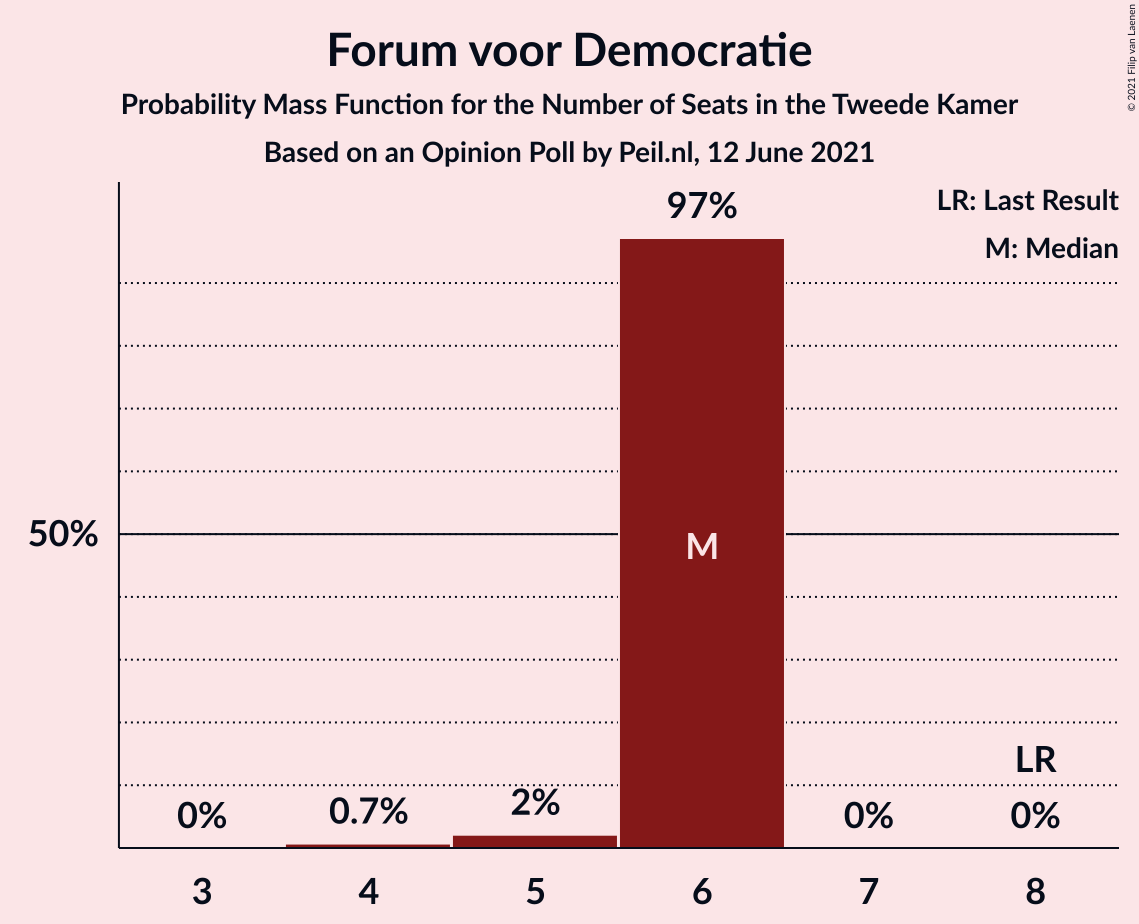 Forum voor Democratie
Probability Mass Function for the Number of Seats in the Tweede Kamer
Based on an Opinion Poll by Peil.nl, 12 June 2021
© 2021 Filip van Laenen
LR: Last Result
M: Median
97%
50%
M
LR
0%
0.7%
2%
0%
0%
3
4
5
6
7
8